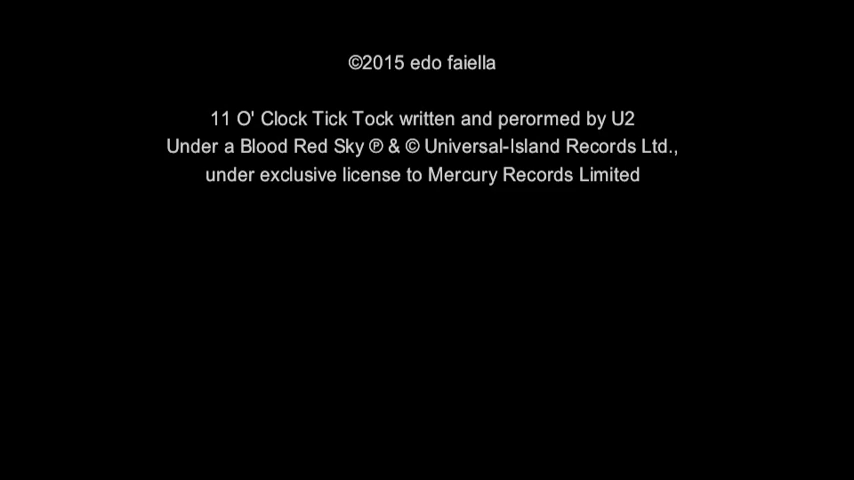 ©2015 edo faiella
11 O' Clock Tick Tock written and perormed by U2
Under a Blood Red Sky ℗ & © Universal-Island Records Ltd.,
under exclusive license to Mercury Records Limited